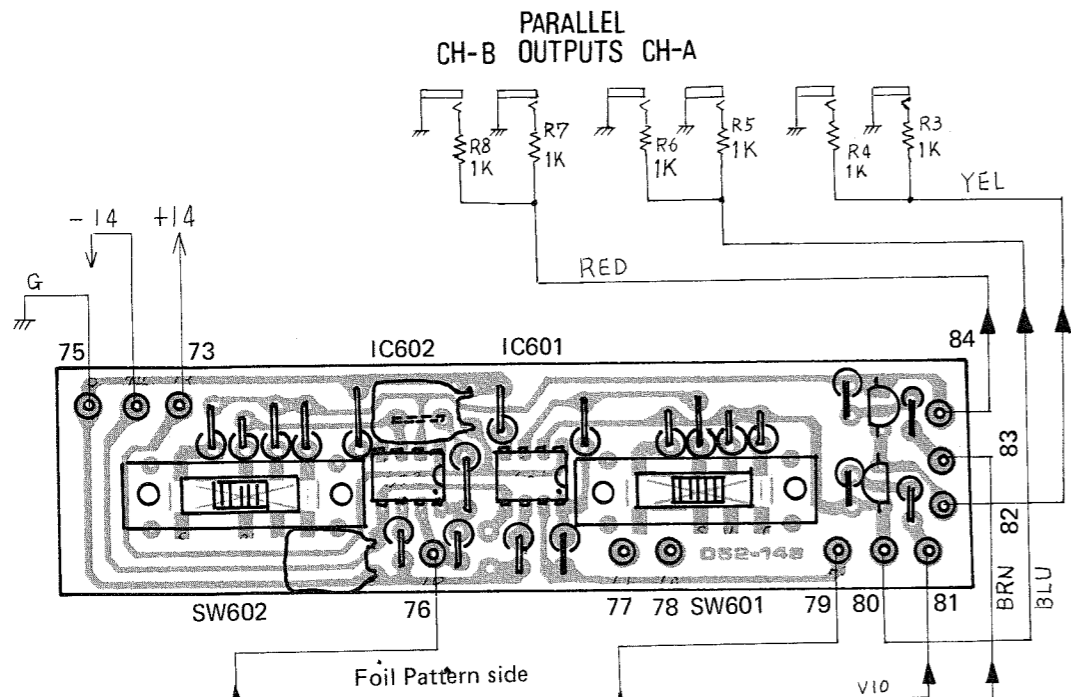 PARALLEL
CH-B OUTPUTS CH-A
R8
1K
R7
1K
R6
1K
R5
1K
R4
1K
R3
1K
YEL
-14 +14
RED
G
75 73 IC602 IC601 84
83
82
D52-148
BRN
BLU
SW602 76 77 78 SW601 79 80 81
Foil Pattern side
V10